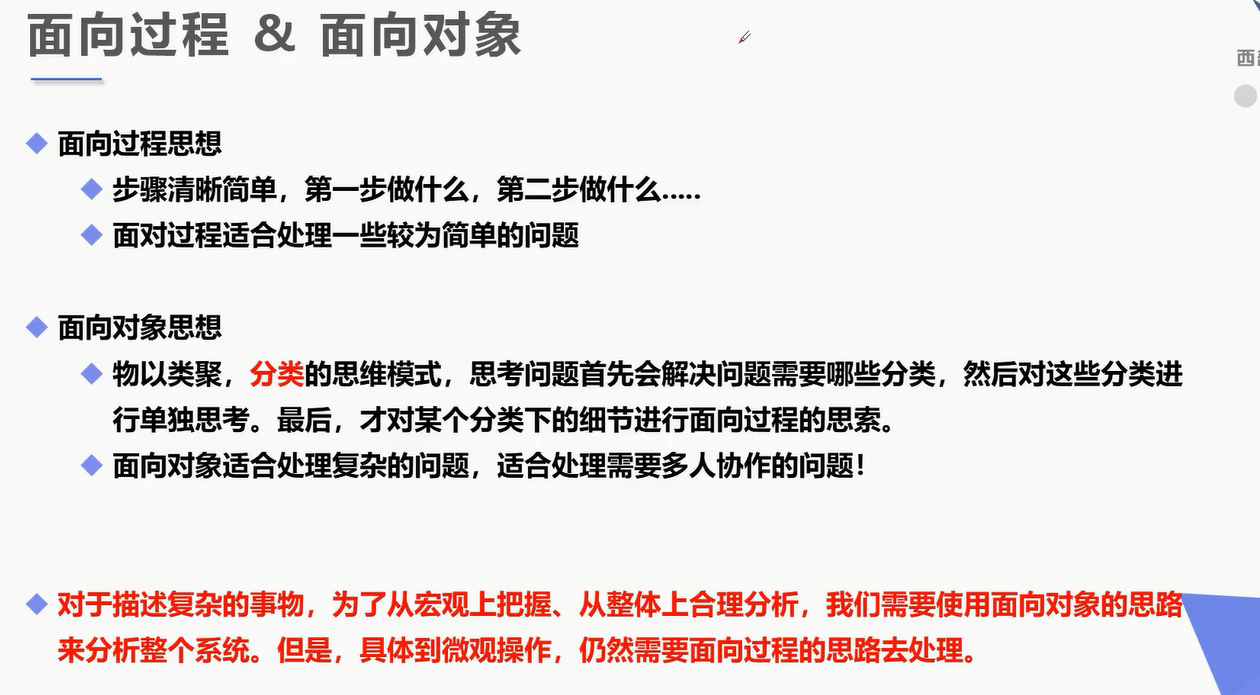 面向过程 & 面向对象
西
面向过程思想
步骤清晰简单，第一步做什么，第二步做什么.....
面对过程适合处理一些较为简单的问题
面向对象思想
物以类聚，分类的思维模式，思考问题首先会解决问题需要哪些分类，然后对这些分类进
行单独思考。最后，才对某个分类下的细节进行面向过程的思索。
面向对象适合处理复杂的问题，适合处理需要多人协作的问题！
对于描述复杂的事物，为了从宏观上把握、从整体上合理分析，我们需要使用面向对象的思路
来分析整个系统。但是，具体到微观操作，仍然需要面向过程的思路去处理。